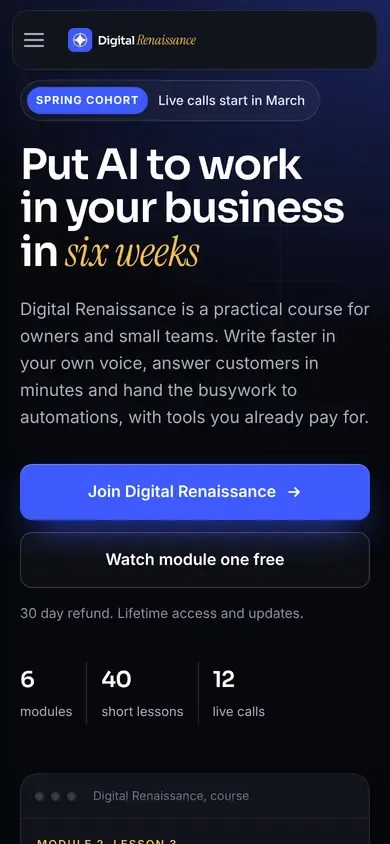 Digital Renaissance
SPRING COHORT Live calls start in March
Put AI to work
in your business
in six weeks
Digital Renaissance is a practical course for
owners and small teams. Write faster in
your own voice, answer customers in
minutes and hand the busywork to
automations, with tools you already pay for.
Join Digital Renaissance →
Watch module one free
30 day refund. Lifetime access and updates.
6 40 12
modules short lessons live calls
Digital Renaissance, course
MODULE 2, LESSON 3